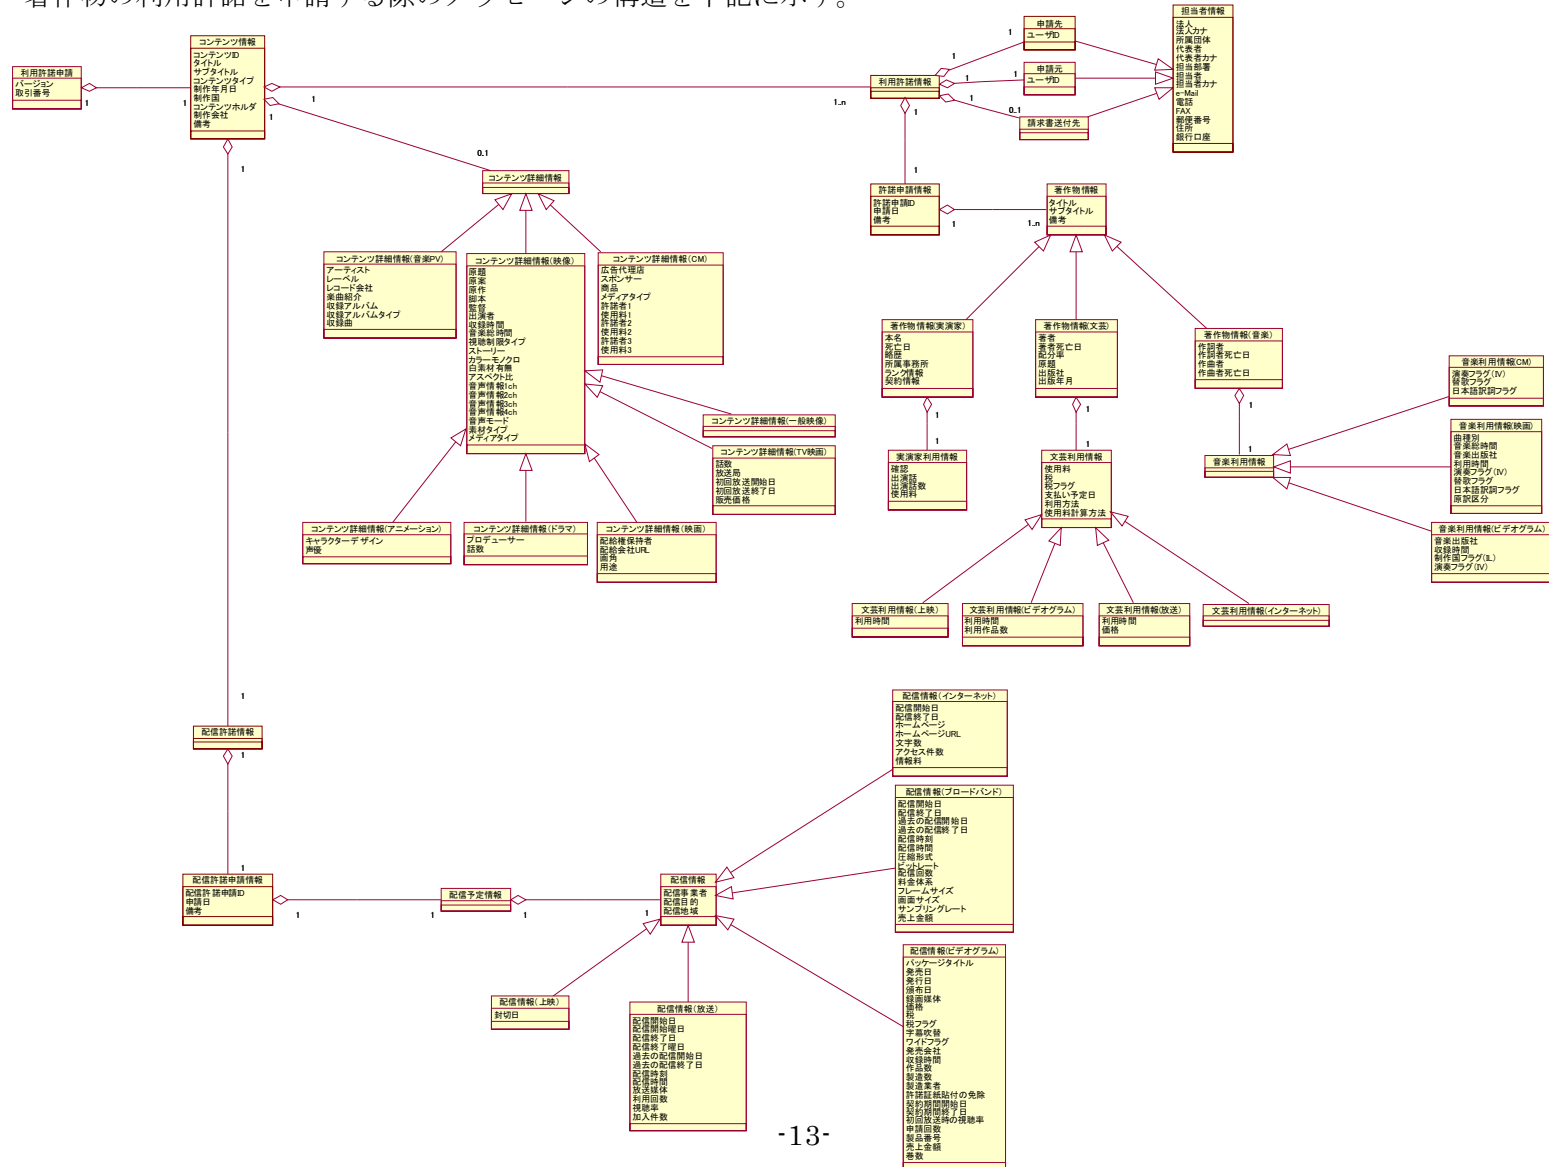 著作物の利用許諾を申請する際のメッセージの構造を下記に示す。
利用許諾申請
バージョン
取引番号
1
1
コンテンツ情報
コンテンツID
タイトル
サブタイトル
コンテンツタイプ
制作年月日
制作国
コンテンツホルダ
制作会社
備考
1
1
1
1..n
0..1
利用許諾情報
1
1
1
1
1
0..1
申請先
ユーザID
申請元
ユーザID
請求書送付先
担当者情報
法人
法人カナ
所属団体
代表者
代表者カナ
担当部署
担当者
担当者カナ
e-Mail
電話
FAX
郵便番号
住所
銀行口座
1
1
許諾申請情報
許諾申請ID
申請日
備考
1
1..n
著作物情報
タイトル
サブタイトル
備考
コンテンツ詳細情報
コンテンツ詳細情報(音楽PV)
アーティスト
レーベル
レコード会社
楽曲紹介
収録アルバム
収録アルバムタイプ
収録曲
コンテンツ詳細情報(映像)
原題
原案
原作
脚本
監督
出演者
収録時間
音楽総時間
視聴制限タイプ
ストーリー
カラーモノクロ
白素材有無
アスペクト比
音声情報1ch
音声情報2ch
音声情報3ch
音声情報4ch
音声モード
素材タイプ
メディアタイプ
コンテンツ詳細情報(CM)
広告代理店
スポンサー
商品
メディアタイプ
許諾者1
使用料1
許諾者2
使用料2
許諾者3
使用料3
コンテンツ詳細情報(一般映像)
コンテンツ詳細情報(TV映画)
話数
放送局
初回放送開始日
初回放送終了日
販売価格
コンテンツ詳細情報(アニメーション)
キャラクターデザイン
声優
コンテンツ詳細情報(ドラマ)
プロデューサー
話数
コンテンツ詳細情報(映画)
配給権保持者
配給会社URL
画角
用途
著作物情報(実演家)
本名
死亡日
略歴
所属事務所
ランク情報
契約情報
1
1
実演家利用情報
確認
出演話
出演話数
使用料
著作物情報(文芸)
著者
著者死亡日
配分率
原題
出版社
出版年月
1
1
文芸利用情報
使用料
税
税フラグ
支払い予定日
利用方法
使用料計算方法
著作物情報(音楽)
作詞者
作詞者死亡日
作曲者
作曲者死亡日
1
1
音楽利用情報
音楽利用情報(CM)
演奏フラグ(IV)
替歌フラグ
日本語訳詞フラグ
音楽利用情報(映画)
曲種別
音楽総時間
音楽出版社
利用時間
演奏フラグ(IV)
替歌フラグ
日本語訳詞フラグ
原訳区分
音楽利用情報(ビデオグラム)
音楽出版社
収録時間
制作国フラグ(IL)
演奏フラグ(IV)
文芸利用情報(上映)
利用時間
文芸利用情報(ビデオグラム)
利用時間
利用作品数
文芸利用情報(放送)
利用時間
価格
文芸利用情報(インターネット)
1
配信許諾情報
1
1
配信許諾申請情報
配信許諾申請ID
申請日
備考
1
1
配信予定情報
1
1
配信情報
配信事業者
配信目的
配信地域
配信情報(インターネット)
配信開始日
配信終了日
ホームページ
ホームページURL
文字数
アクセス件数
情報料
配信情報(ブロードバンド)
配信開始日
配信終了日
過去の配信開始日
過去の配信終了日
配信時刻
配信時間
圧縮形式
ビットレート
配信回数
料金体系
フレームサイズ
画面サイズ
サンプリングレート
売上金額
配信情報(ビデオグラム)
パッケージタイトル
発売日
発行日
頒布日
録画媒体
価格
税
税フラグ
字幕吹替
ワイドフラグ
発売会社
収録時間
作品数
製造数
製造業者
許諾証紙貼付の免除
契約期間開始日
契約期間終了日
初回放送時の視聴率
申請回数
製品番号
売上金額
巻数
配信情報(上映)
封切日
配信情報(放送)
配信開始日
配信開始曜日
配信終了日
配信終了曜日
過去の配信開始日
過去の配信終了日
配信時刻
配信時間
放送媒体
利用回数
視聴率
加入件数
-13-